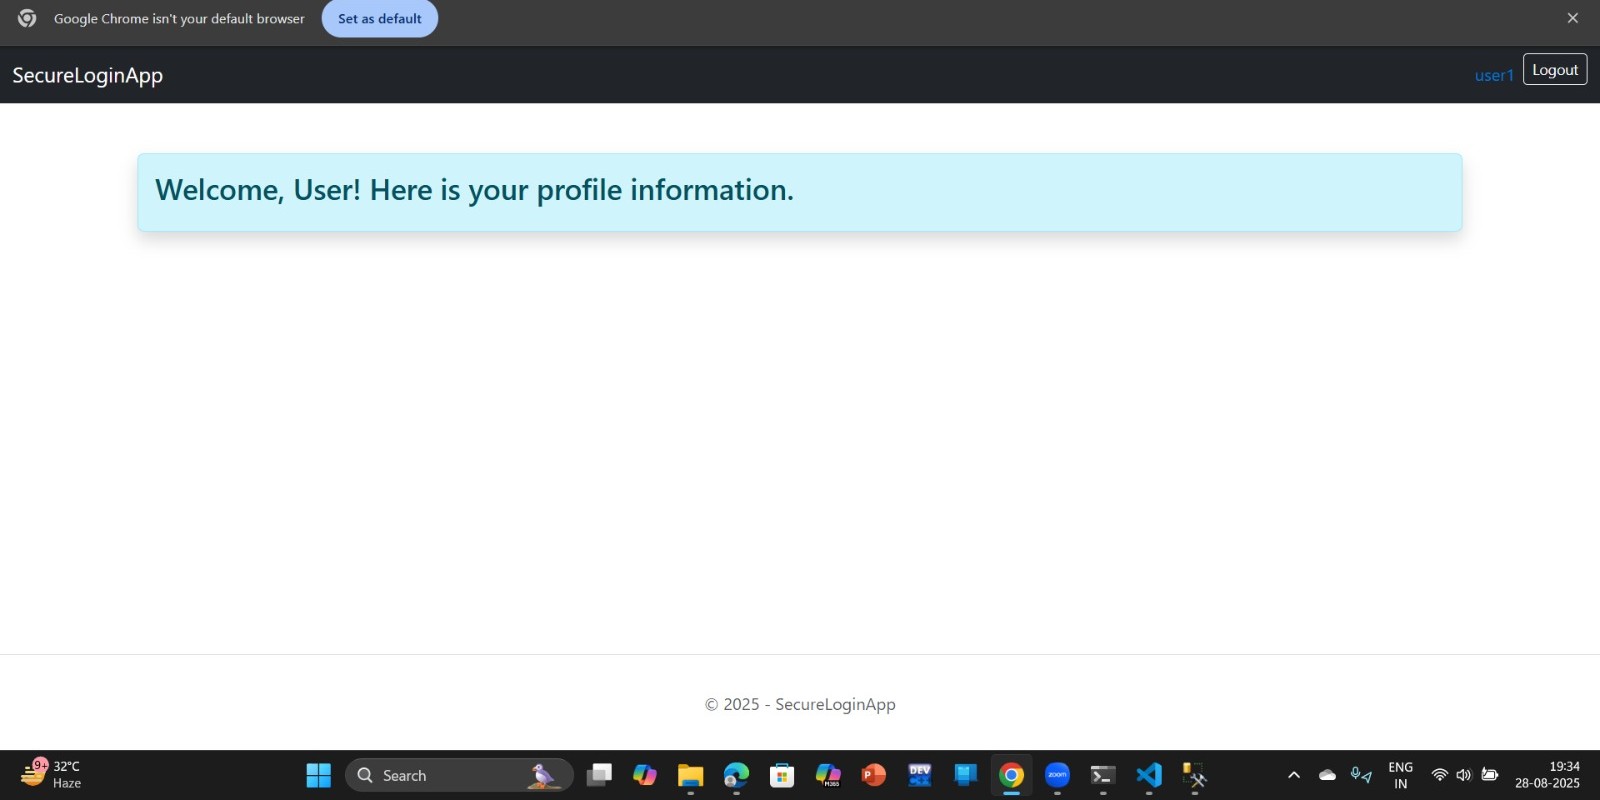 Google Chrome isn't your default browser Set as default
SecureLoginApp user1 Logout
Welcome, User! Here is your profile information.
© 2025 - SecureLoginApp
9+ 32°C
Haze
Search
M365
P
DEV
zoom
ENG
IN
19:34
28-08-2025